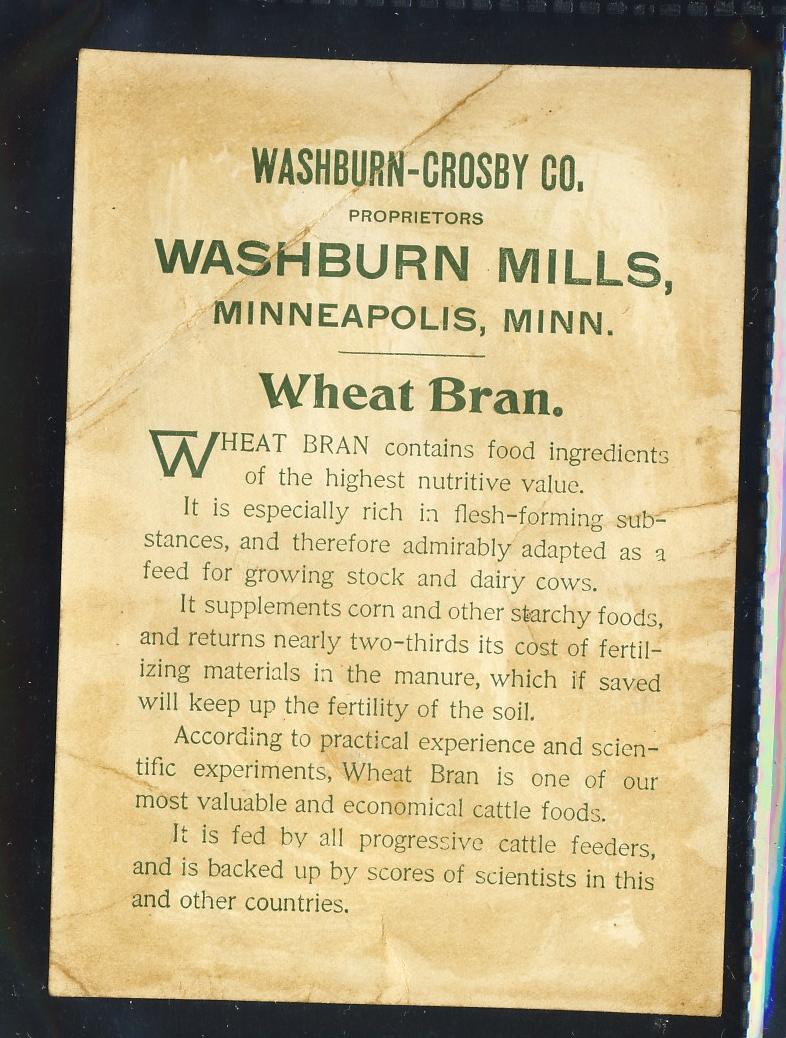 WASHBURN-CROSBY CO.
PROPRIETORS
WASHBURN MILLS,
MINNEAPOLIS, MINN.
Wheat Bran.
WHEAT BRAN contains food ingredients
of the highest nutritive value.
It is especially rich in flesh-forming sub-
stances, and therefore admirably adapted as a
feed for growing stock and dairy cows.
It supplements corn and other starchy foods,
and returns nearly two-thirds its cost of fertil-
izing materials in the manure, which if saved
will keep up the fertility of the soil.
According to practical experience and scien-
tific experiments, Wheat Bran is one of our
most valuable and economical cattle foods.
It is fed by all progressive cattle feeders,
and is backed up by scores of scientists in this
and other countries.